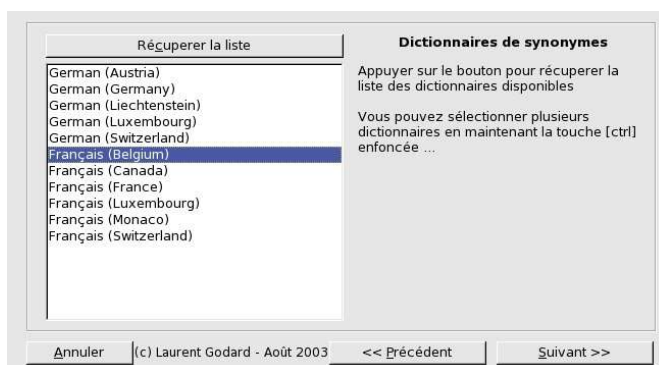 Récuperer la liste
German (Austria)
German (Germany)
German (Liechtenstein)
German (Luxembourg)
German (Switzerland)
Français (Belgium)
Français (Canada)
Français (France)
Français (Luxembourg)
Français (Monaco)
Français (Switzerland)
Dictionnaires de synonymes
Appuyer sur le bouton pour récuperer la
liste des dictionnaires disponibles
Vous pouvez sélectionner plusieurs
dictionnaires en maintenant la touche [ctrl]
enfoncée ...
Annuler
(c) Laurent Godard - Août 2003
<< Précédent
Suivant >>